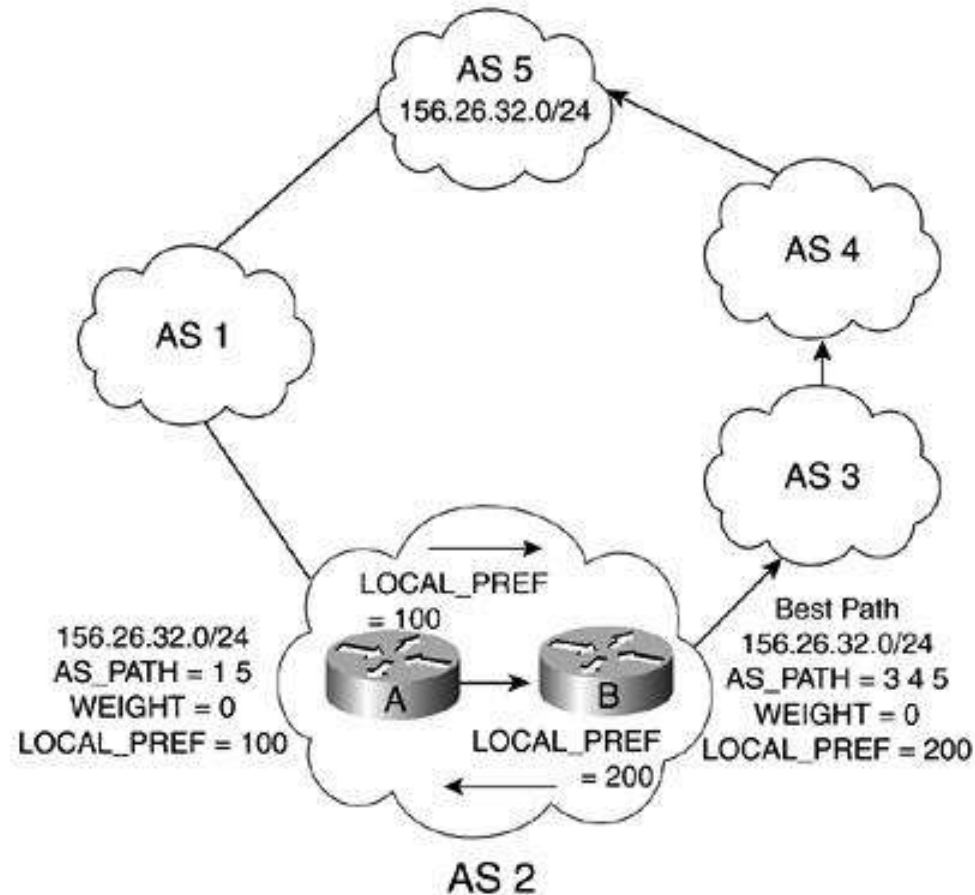 AS 5
156.26.32.0/24
AS 4
AS 1
AS 3
LOCAL_PREF
= 100
156.26.32.0/24
AS_PATH = 1 5
WEIGHT = 0
LOCAL_PREF = 100
A
B
LOCAL_PREF
= 200
Best Path
156.26.32.0/24
AS_PATH = 3 4 5
WEIGHT = 0
LOCAL_PREF = 200
AS 2